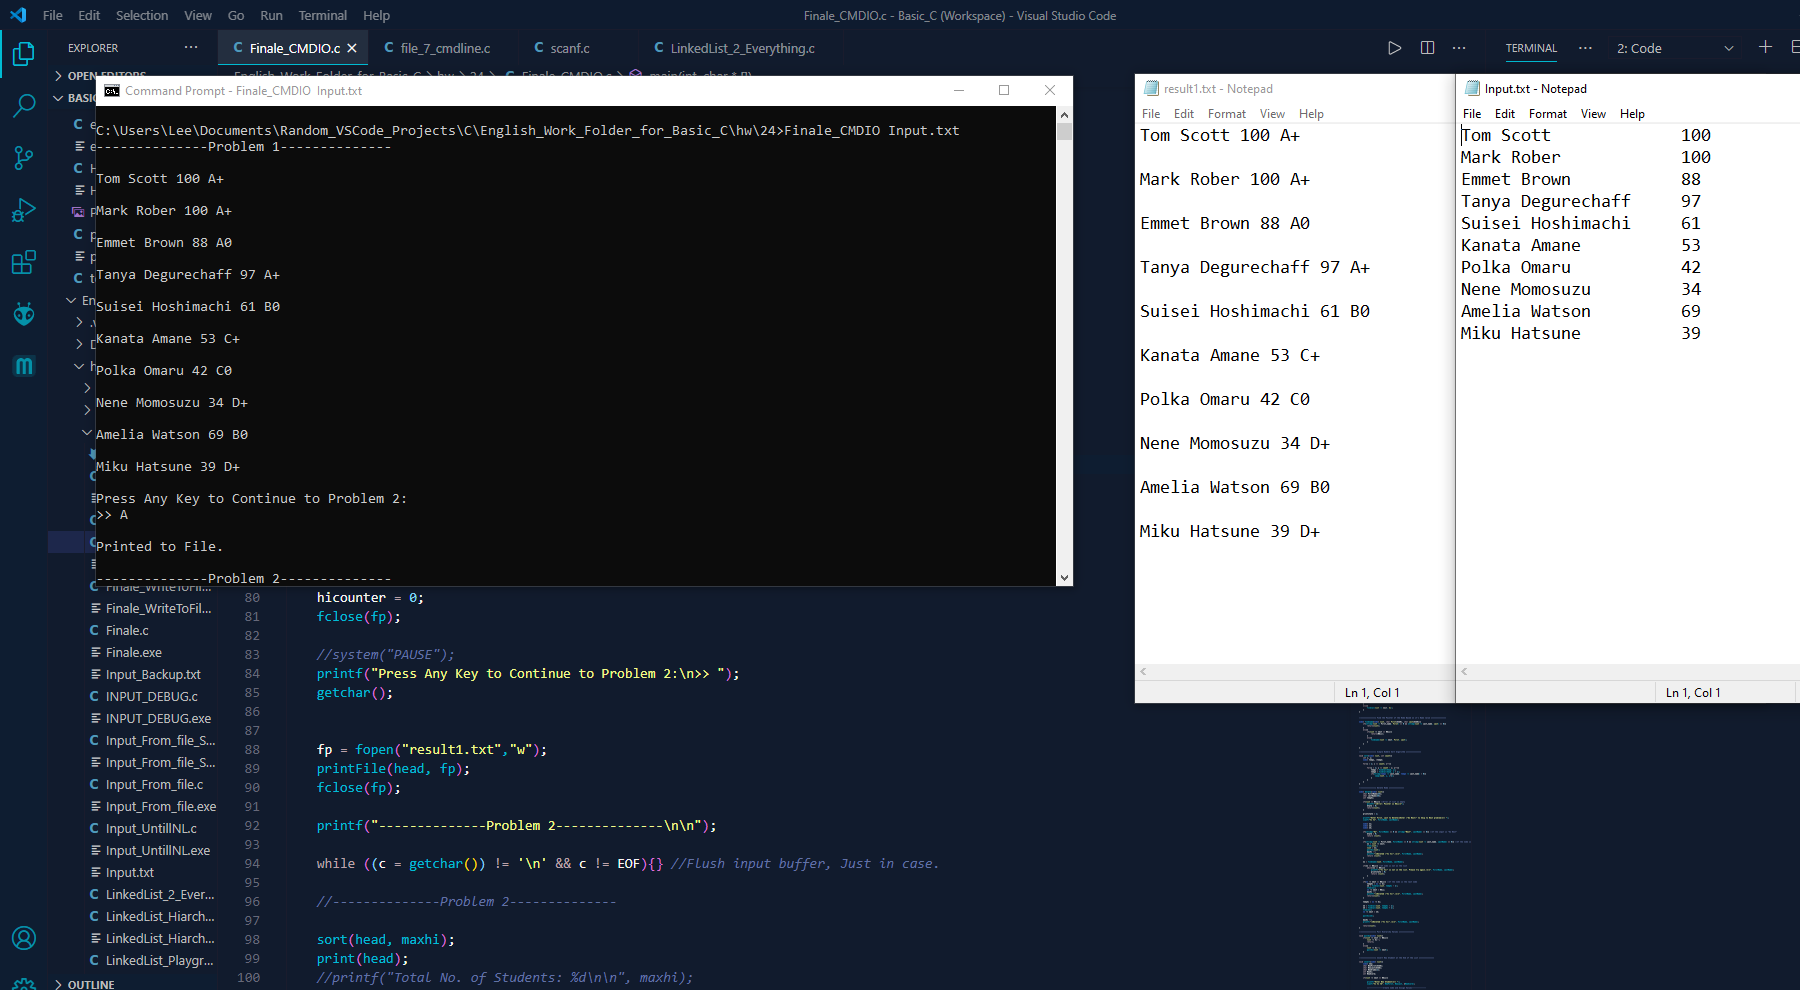 File Edit Selection View Go Run Terminal Help
Finale_CMDIO.c - Basic_C (Workspace) - Visual Studio Code
EXPLORER
Finale_CMDIO.c
file_7_cmdline.c
scanf.c
LinkedList_2_Everything.c
TERMINAL
2: Code
Command Prompt - Finale_CMDIO Input.txt
C:\Users\Lee\Documents\Random_VSCode_Projects\C\English_Work_Folder_for_Basic_C\hw\24>Finale_CMDIO Input.txt
--------------Problem 1--------------
Tom Scott 100 A+
Mark Rober 100 A+
Emmet Brown 88 A0
Tanya Degurechaff 97 A+
Suisei Hoshimachi 61 B0
Kanata Amane 53 C+
Polka Omaru 42 C0
Nene Momosuzu 34 D+
Amelia Watson 69 B0
Miku Hatsune 39 D+
Press Any Key to Continue to Problem 2:
>> A
Printed to File.
--------------Problem 2--------------
result1.txt - Notepad
File Edit Format View Help
Tom Scott 100 A+
Mark Rober 100 A+
Emmet Brown 88 A0
Tanya Degurechaff 97 A+
Suisei Hoshimachi 61 B0
Kanata Amane 53 C+
Polka Omaru 42 C0
Nene Momosuzu 34 D+
Amelia Watson 69 B0
Miku Hatsune 39 D+
Ln 1, Col 1
Input.txt - Notepad
File Edit Format View Help
Tom Scott 100
Mark Rober 100
Emmet Brown 88
Tanya Degurechaff 97
Suisei Hoshimachi 61
Kanata Amane 53
Polka Omaru 42
Nene Momosuzu 34
Amelia Watson 69
Miku Hatsune 39
Ln 1, Col 1
Finale_WriteToFil...
Finale.c
Finale.exe
Input_Backup.txt
INPUT_DEBUG.c
INPUT_DEBUG.exe
Input_From_file_S...
Input_From_file_S...
Input_From_file.c
Input_From_file.exe
Input_UntillNL.c
Input_UntillNL.exe
Input.txt
LinkedList_2_Ever...
LinkedList_Hiarch...
LinkedList_Hiarch...
LinkedList_Playgr...
OUTLINE
80 hicounter = 0;
81 fclose(fp);
82
83 //system("PAUSE");
84 printf("Press Any Key to Continue to Problem 2:\n>> ");
85 getchar();
86
87
88 fp = fopen("result1.txt","w");
89 printFile(head, fp);
90 fclose(fp);
91
92 printf("--------------Problem 2--------------\n\n");
93
94 while ((c = getchar()) != '\n' && c != EOF){} //Flush input buffer, Just in case.
95
96 //--------------Problem 2--------------
97
98 sort(head, maxhi);
99 print(head);
100 //printf("Total No. of Students: %d\n\n", maxhi);